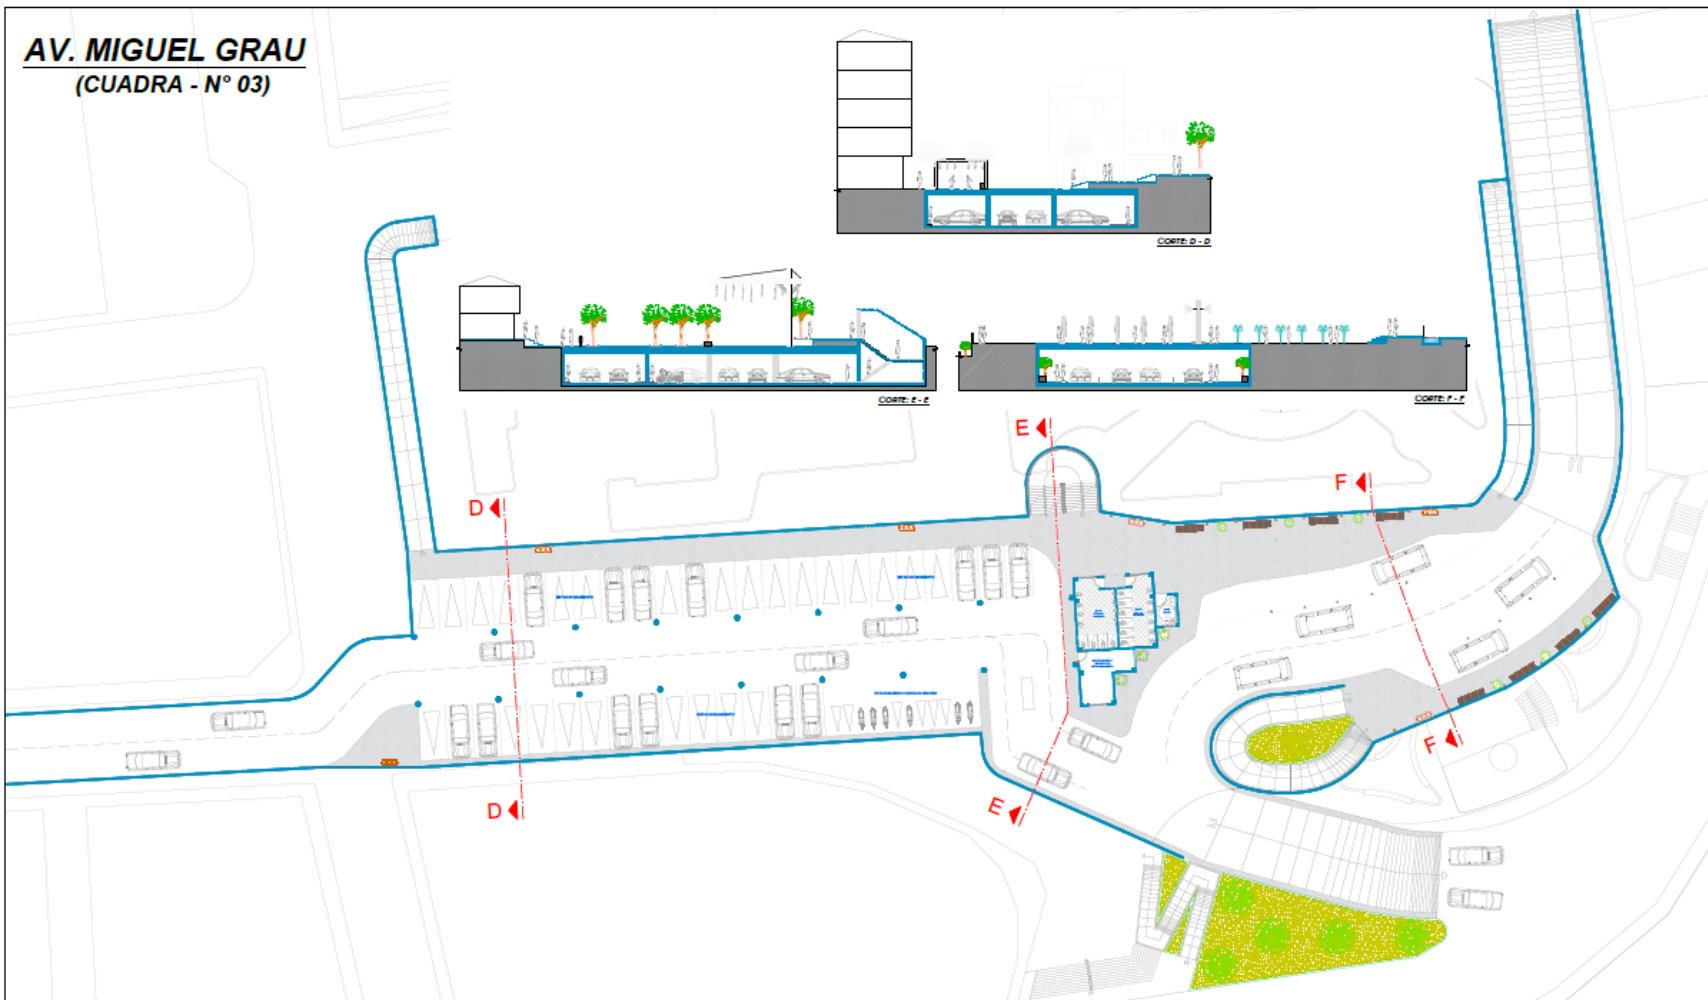 AV. MIGUEL GRAU
(CUADRA - N° 03)
CORTE: D - D
CORTE: E - E
CORTE: F - F
E
F
D
D
E
F